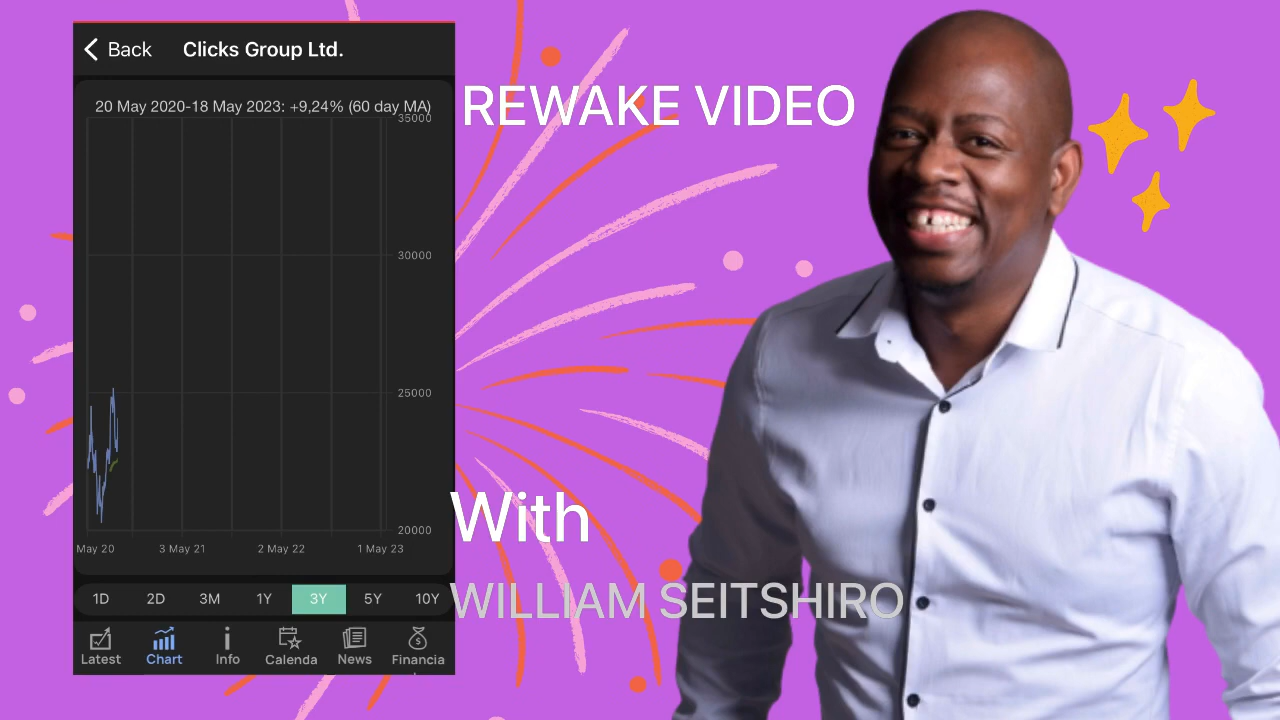 Back Clicks Group Ltd.
20 May 2020-18 May 2023: +9,24% (60 day MA)
35000
30000
25000
20000
May 20 3 May 21 2 May 22 1 May 23
1D 2D 3M 1Y 3Y 5Y 10Y
Latest Chart Info Calenda News Financia
REWAKE VIDEO
With
WILLIAM SEITSHIRO